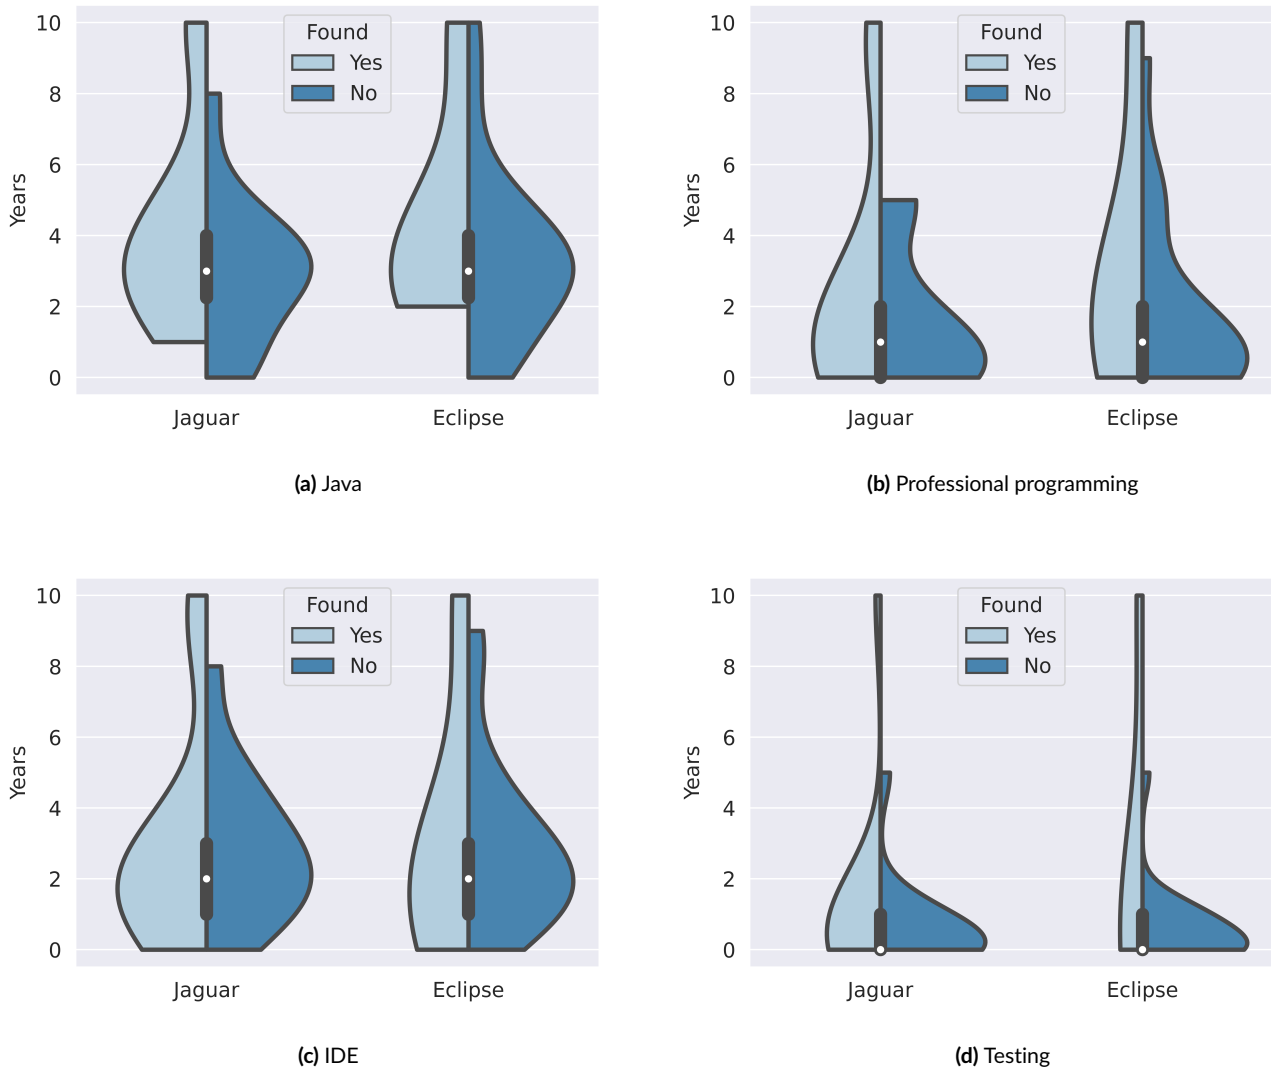 Found
Yes
No
10
8
6
4
2
0
Years
Jaguar
Eclipse
(a) Java
Found
Yes
No
10
8
6
4
2
0
Years
Jaguar
Eclipse
(b) Professional programming
Found
Yes
No
10
8
6
4
2
0
Years
Jaguar
Eclipse
(c) IDE
Found
Yes
No
10
8
6
4
2
0
Years
Jaguar
Eclipse
(d) Testing